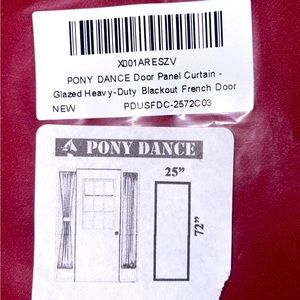 X001ARESZV
PONY DANCE Door Panel Curtain -
Glazed Heavy-Duty Blackout French Door
NEW PDUSFDC-2572C03
PONY DANCE
25"
72"